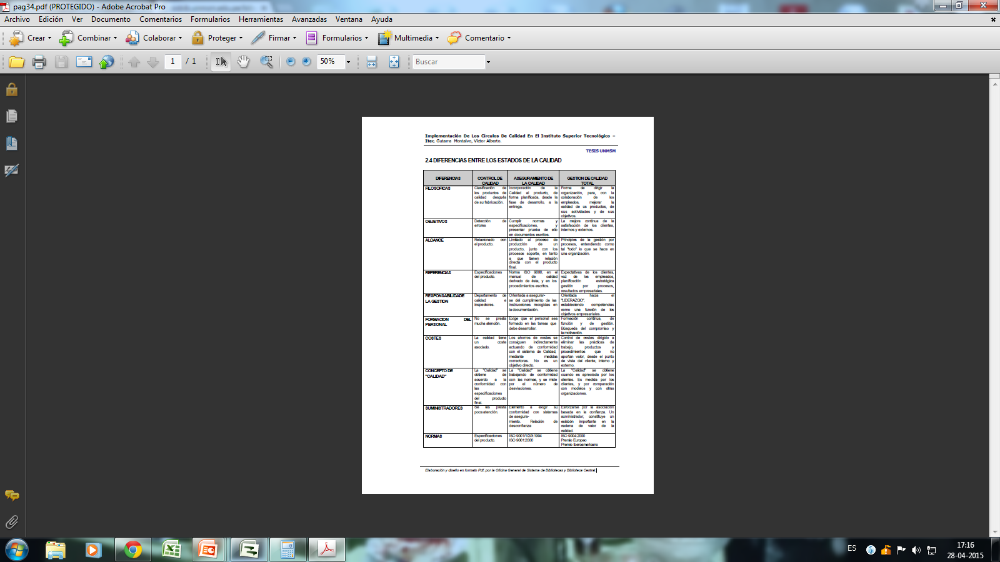 pag34.pdf (PROTEGIDO) - Adobe Acrobat Pro
Archivo Edición Ver Documento Comentarios Formularios Herramientas Avanzadas Ventana Ayuda
Crear Combinar Colaborar Proteger Firmar Formularios Multimedia Comentario
1 / 1 50% Buscar
Implementación De Los Círculos De Calidad En El Instituto Superior Tecnológico –
Itec. Gutarra Montalvo, Víctor Alberto.
TESIS UNMSM
2.4 DIFERENCIAS ENTRE LOS ESTADOS DE LA CALIDAD
DIFERENCIAS
CONTROL DE
CALIDAD
ASEGURAMIENTO DE
LA CALIDAD
GESTION DE CALIDAD
TOTAL
FILOSOFICAS
Clasificación de
los productos de
calidad después
de su fabricación.
Incorporación de la
Calidad al producto, de
forma planificada, desde la
fase de desarrollo, a la
entrega.
Forma de dirigir la
organización, para, con la
colaboración de los
empleados, mejorar la
calidad de us productos, de
sus actividades y de sus
objetivos.
OBJETIVOS
Detección de
errores
Cumplir normas y
especificaciones, y
presentar prueba de ello
en documentos escritos.
La mejora continua de la
satisfacción de los clientes,
internos y externos.
ALCANCE
Relacionado con
el producto.
Limitado al proceso de
producción de un
producto, junto con los
procesos soporte, en tanto
a que tienen relación
directa con el producto
final.
Principios de la gestión por
procesos, entendiendo como
tal "todo" lo que se hace en
una organización.
REFERENCIAS
Especificaciones
del producto.
Norma ISO 9000, en el
manual de calidad
derivado de ésta, y en los
procedimientos escritos.
Expectativas de los clientes,
voz de los empleados,
planificación estratégica
gestión por procesos,
resultados empresariales.
RESPONSABILIDADE
LA GESTION
Departamento de
calidad e
inspectores.
Orientada a asegurar-
se del cumplimiento de las
instrucciones recogidas en
la documentación.
Orientada hacia el
"LIDERAZGO",
estableciendo competencias
como una función de los
objetivos empresariales.
FORMACION DEL
PERSONAL
No se presta
mucha atención.
Exige que el personal sea
formado en las tareas que
debe desarrollar.
Formación continua, de
función y de gestión.
Búsqueda del compromiso y
la motivación.
COSTES
La calidad tiene
un coste
asociado.
Los ahorros de costes se
consiguen indirectamente
actuando de conformidad
con el sistema de Calidad,
mediante medidas
correctoras. No es un
objetivo directo.
Control de costes dirigido a
eliminar las prácticas de
trabajo, productos y
procedimientos que no
aportan valor, desde el punto
de vista del cliente, interno y
externo.
CONCEPTO DE
"CALIDAD"
La "Calidad" se
obtiene de
acuerdo a la
conformidad con
las
especificaciones
del producto
final.
La "Calidad" se obtiene
trabajando de conformidad
con las normas, y se mide
por el número de
desviaciones.
La "Calidad" se obtiene
cuando es apreciada por los
clientes. Es medida por los
clientes, y por comparación
con modelos y con otras
organizaciones.
SUMINISTRADORES
Se les presta
poca atención.
Elemento a exigir su
conformidad con sistemas
de asegura-
miento. Relación de
desconfianza
Esforzarse por la asociación
basada en la confianza. Un
suministrador, constituye un
eslabón importante en la
cadena de valor de la
calidad.
NORMAS
Especificaciones
del producto.
ISO 9001/1/2/3:1994
ISO 9001:2000
ISO 9004:2000
Premio Europeo
Premio Iberoamericano
Elaboración y diseño en formato Pdf, por la Oficina General de Sistema de Bibliotecas y Biblioteca Central.
ES
17:16
28-04-2015